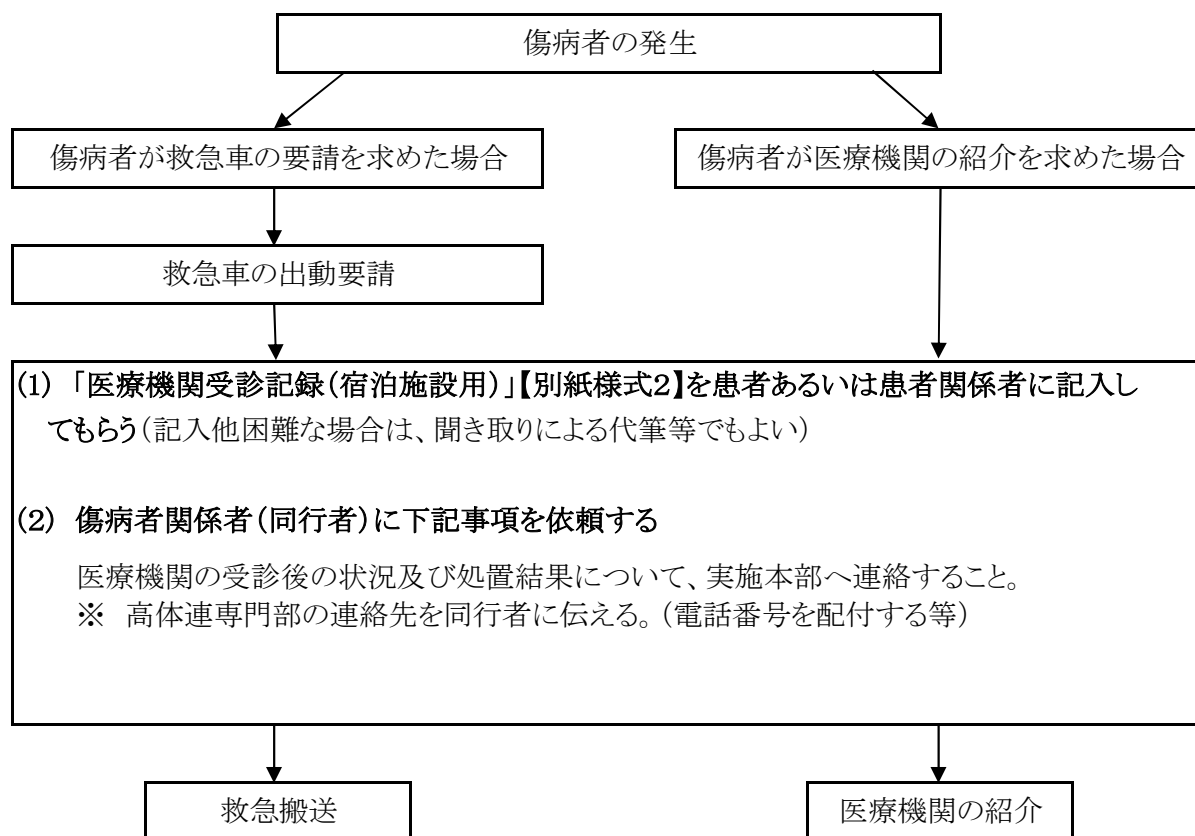 傷病者の発生
傷病者が救急車の要請を求めた場合
傷病者が医療機関の紹介を求めた場合
救急車の出動要請
(1) 「医療機関受診記録(宿泊施設用)」【別紙様式2】を患者あるいは患者関係者に記入し
てもらう(記入他困難な場合は、聞き取りによる代筆等でもよい)
(2) 傷病者関係者(同行者)に下記事項を依頼する
医療機関の受診後の状況及び処置結果について、実施本部へ連絡すること。
※ 高体連専門部の連絡先を同行者に伝える。(電話番号を配付する等)
救急搬送
医療機関の紹介